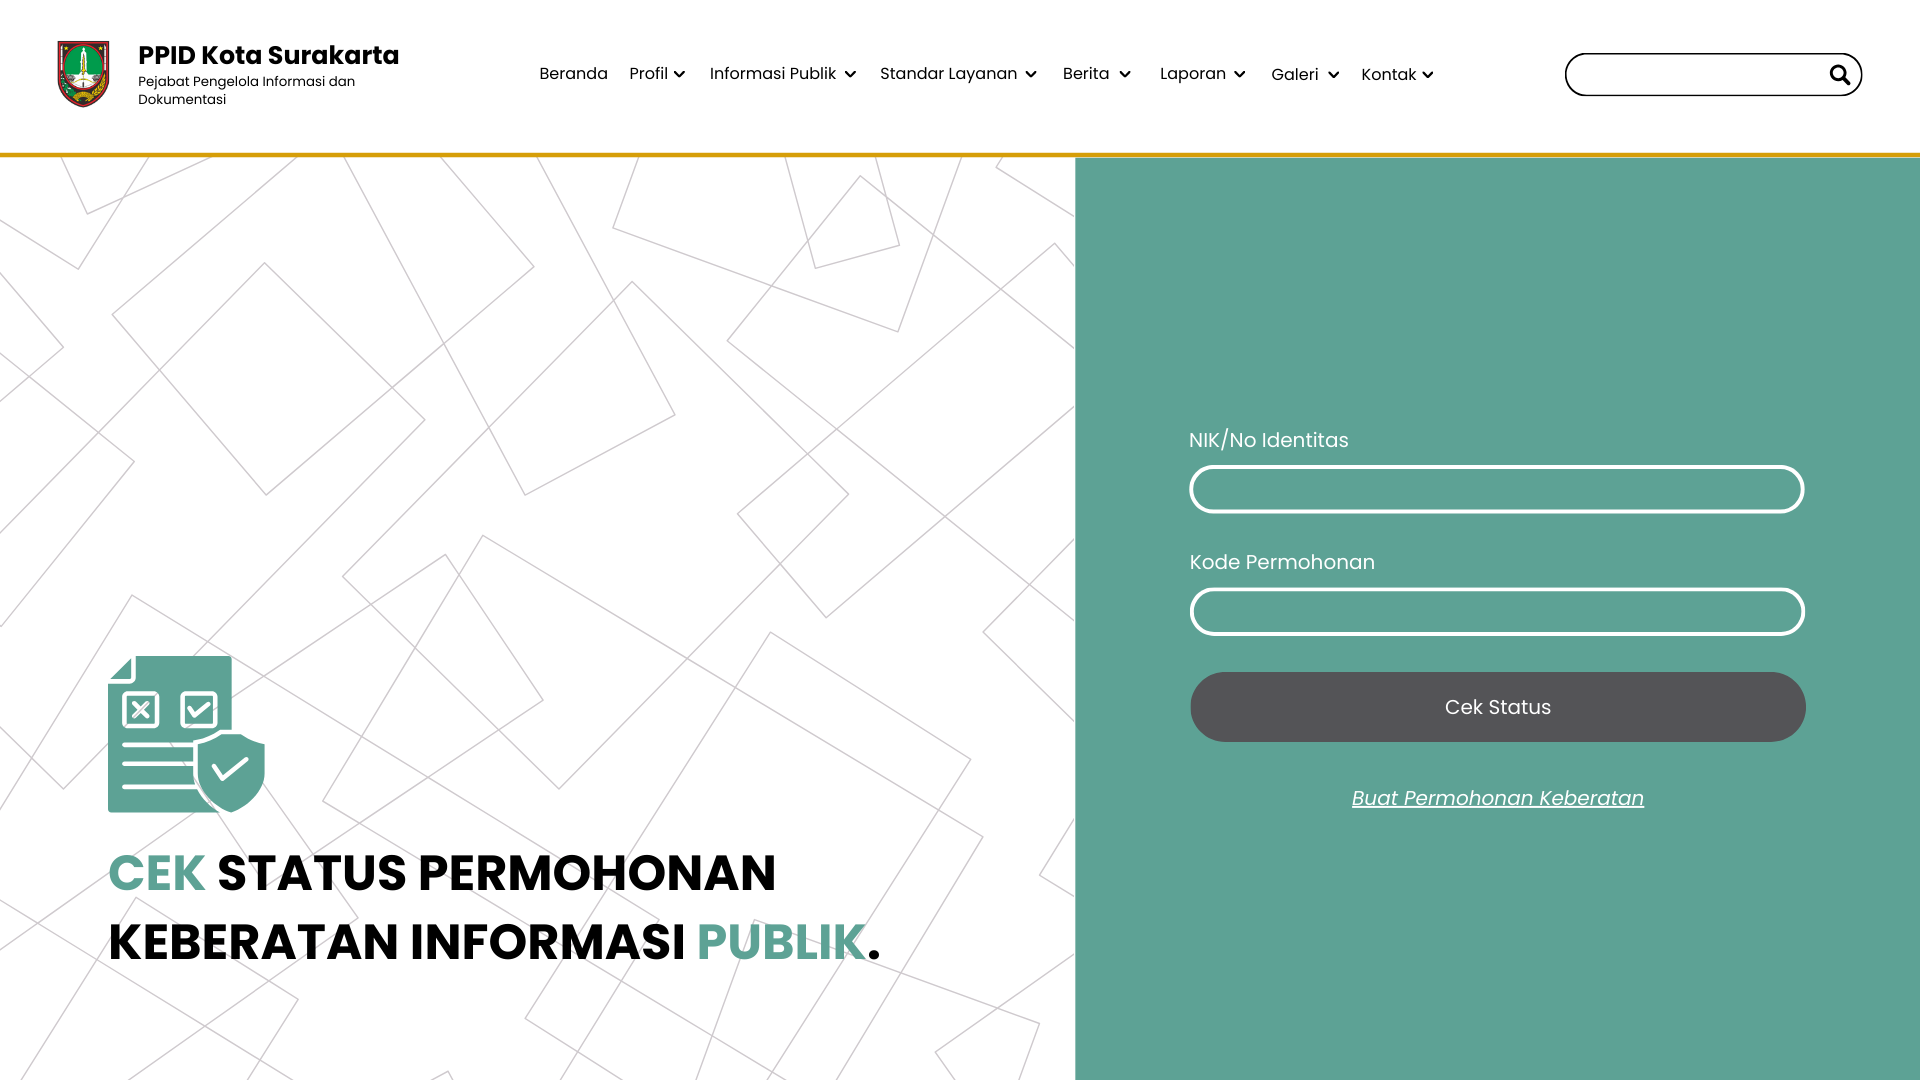 PPID Kota Surakarta
Pejabat Pengelola Informasi dan
Dokumentasi
Beranda Profil Informasi Publik Standar Layanan Berita Laporan Galeri Kontak
NIK/No Identitas
Kode Permohonan
Cek Status
Buat Permohonan Keberatan
CEK STATUS PERMOHONAN
KEBERATAN INFORMASI PUBLIK.